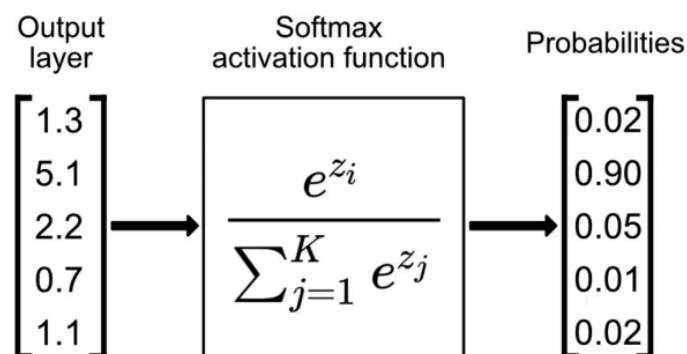 Output
layer
Softmax
activation function
Probabilities
1.3
5.1
2.2
0.7
1.1
e^{z_i}
\sum_{j=1}^{K} e^{z_j}
0.02
0.90
0.05
0.01
0.02